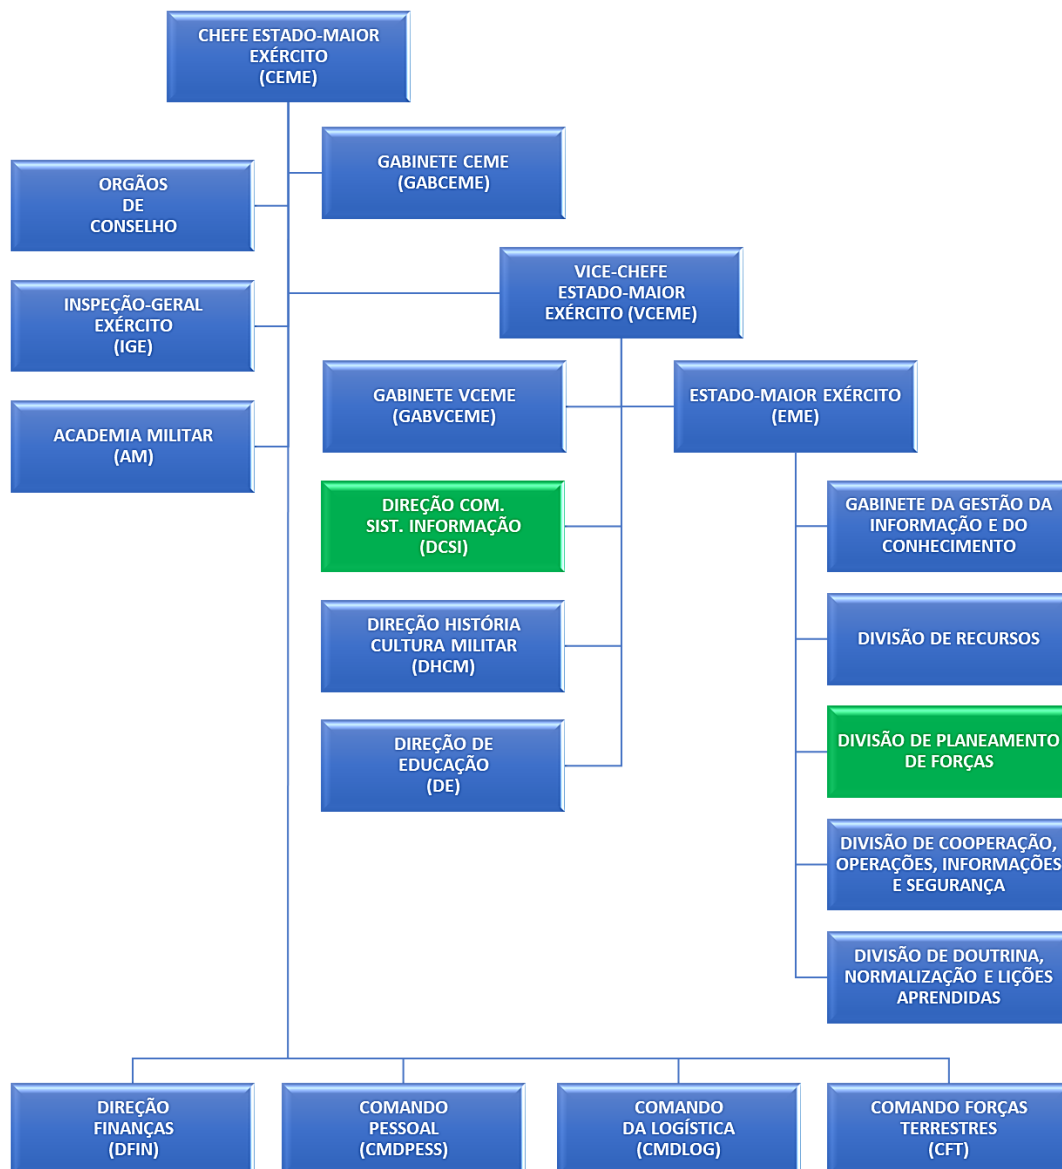 CHEFE ESTADO-MAIOR
EXÉRCITO
(CEME)
GABINETE CEME
(GABCEME)
ORGÃOS
DE
CONSELHO
VICE-CHEFE
ESTADO-MAIOR
EXÉRCITO (VCEME)
INSPEÇÃO-GERAL
EXÉRCITO
(IGE)
GABINETE VCEME
(GABVCEME)
ESTADO-MAIOR EXÉRCITO
(EME)
ACADEMIA MILITAR
(AM)
DIREÇÃO COM.
SIST. INFORMAÇÃO
(DCSI)
GABINETE DA GESTÃO DA
INFORMAÇÃO E DO
CONHECIMENTO
DIREÇÃO HISTÓRIA
CULTURA MILITAR
(DHCM)
DIVISÃO DE RECURSOS
DIREÇÃO DE
EDUCAÇÃO
(DE)
DIVISÃO DE PLANEAMENTO
DE FORÇAS
DIVISÃO DE COOPERAÇÃO,
OPERAÇÕES, INFORMAÇÕES
E SEGURANÇA
DIVISÃO DE DOUTRINA,
NORMALIZAÇÃO E LIÇÕES
APRENDIDAS
DIREÇÃO
FINANÇAS
(DFIN)
COMANDO
PESSOAL
(CMDPESS)
COMANDO
DA LOGÍSTICA
(CMDLOG)
COMANDO FORÇAS
TERRESTRES
(CFT)